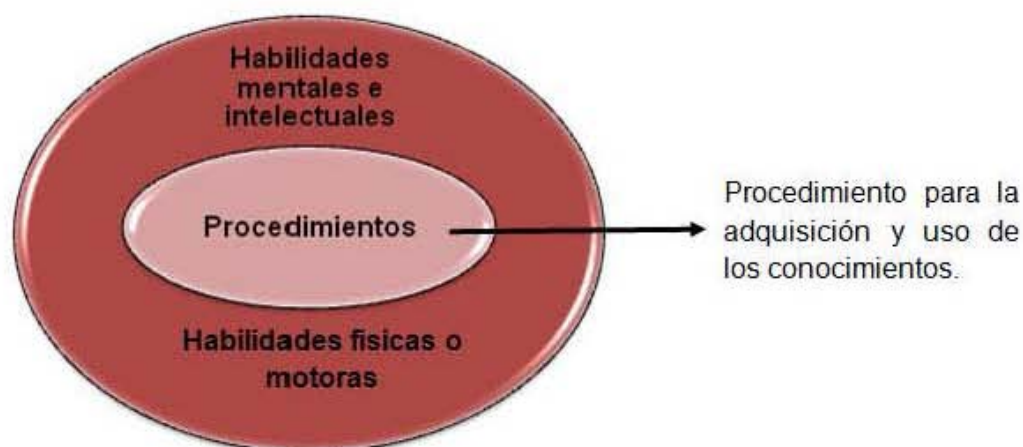 Habilidades
mentales e
intelectuales
Procedimientos
Procedimiento para la
adquisición y uso de
los conocimientos.
Habilidades fisicas o
motoras